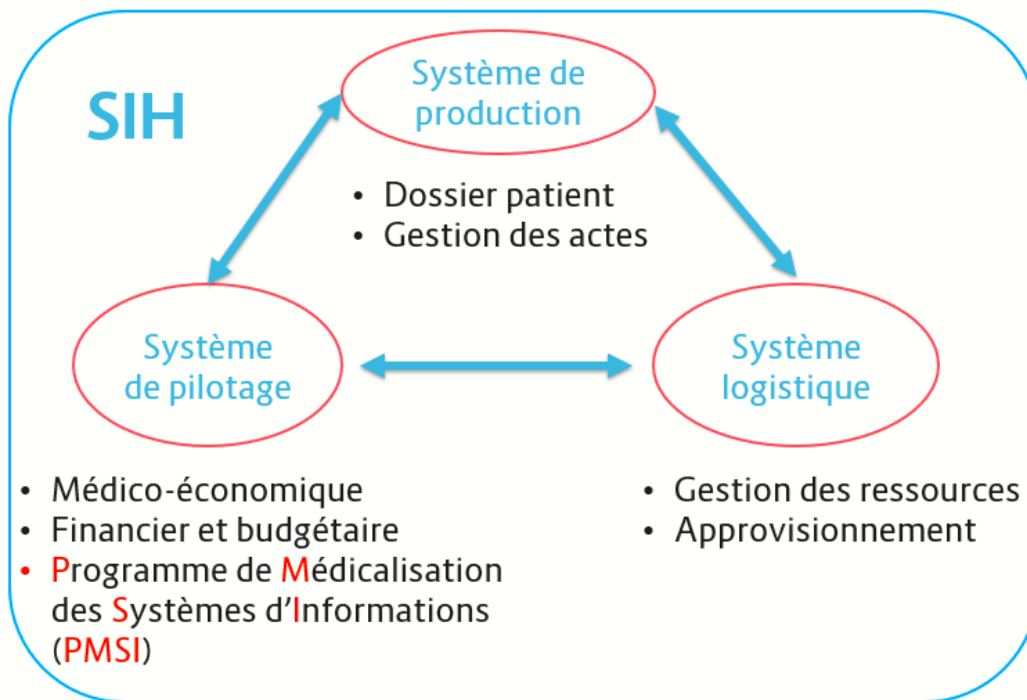 SIH
Système de
production
• Dossier patient
• Gestion des actes
Système
de pilotage
Système
logistique
• Médico-économique
• Financier et budgétaire
• Programme de Médicalisation
des Systèmes d'Informations
(PMSI)
• Gestion des ressources
• Approvisionnement